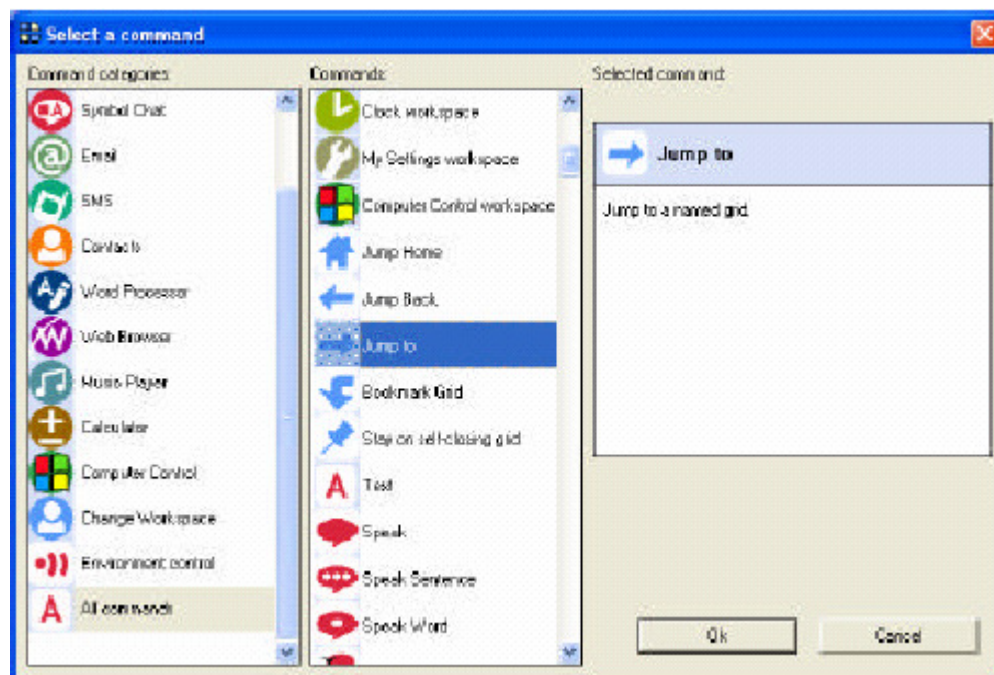 Select a command
Command categories:
Symbol Chat
Email
SMS
Contacts
Word Processor
Web Browser
Music Player
Calculator
Computer Control
Change Workspace
Environment control
All commands
Commands:
Clock workspace
My Settings workspace
Computer Control workspace
Jump Home
Jump Back
Jump to
Bookmark Grid
Stay on self-closing grid
Text
Speak
Speak Sentence
Speak Word
Selected command:
Jump to
Jump to a named grid.
Ok
Cancel